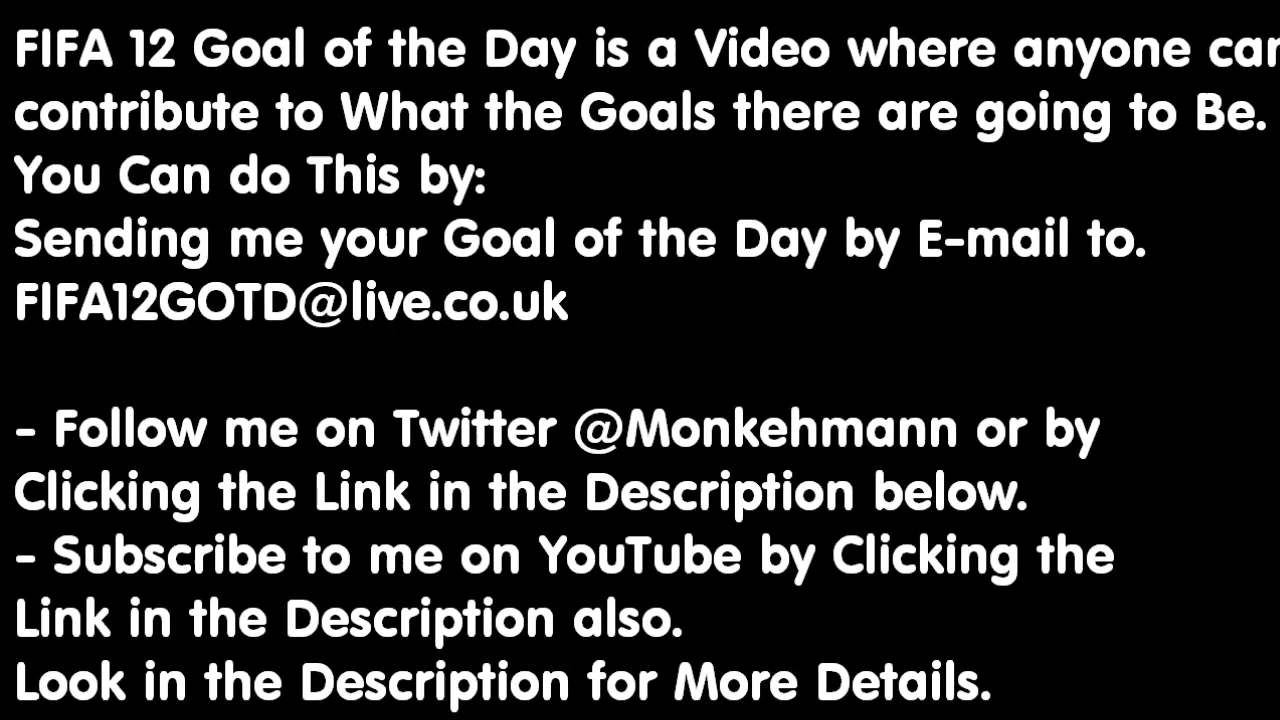 FIFA 12 Goal of the Day is a Video where anyone can
contribute to What the Goals there are going to Be.
You Can do This by:
Sending me your Goal of the Day by E-mail to.
FIFA12GOTD@live.co.uk
- Follow me on Twitter @Monkehmann or by
Clicking the Link in the Description below.
- Subscribe to me on YouTube by Clicking the
Link in the Description also.
Look in the Description for More Details.